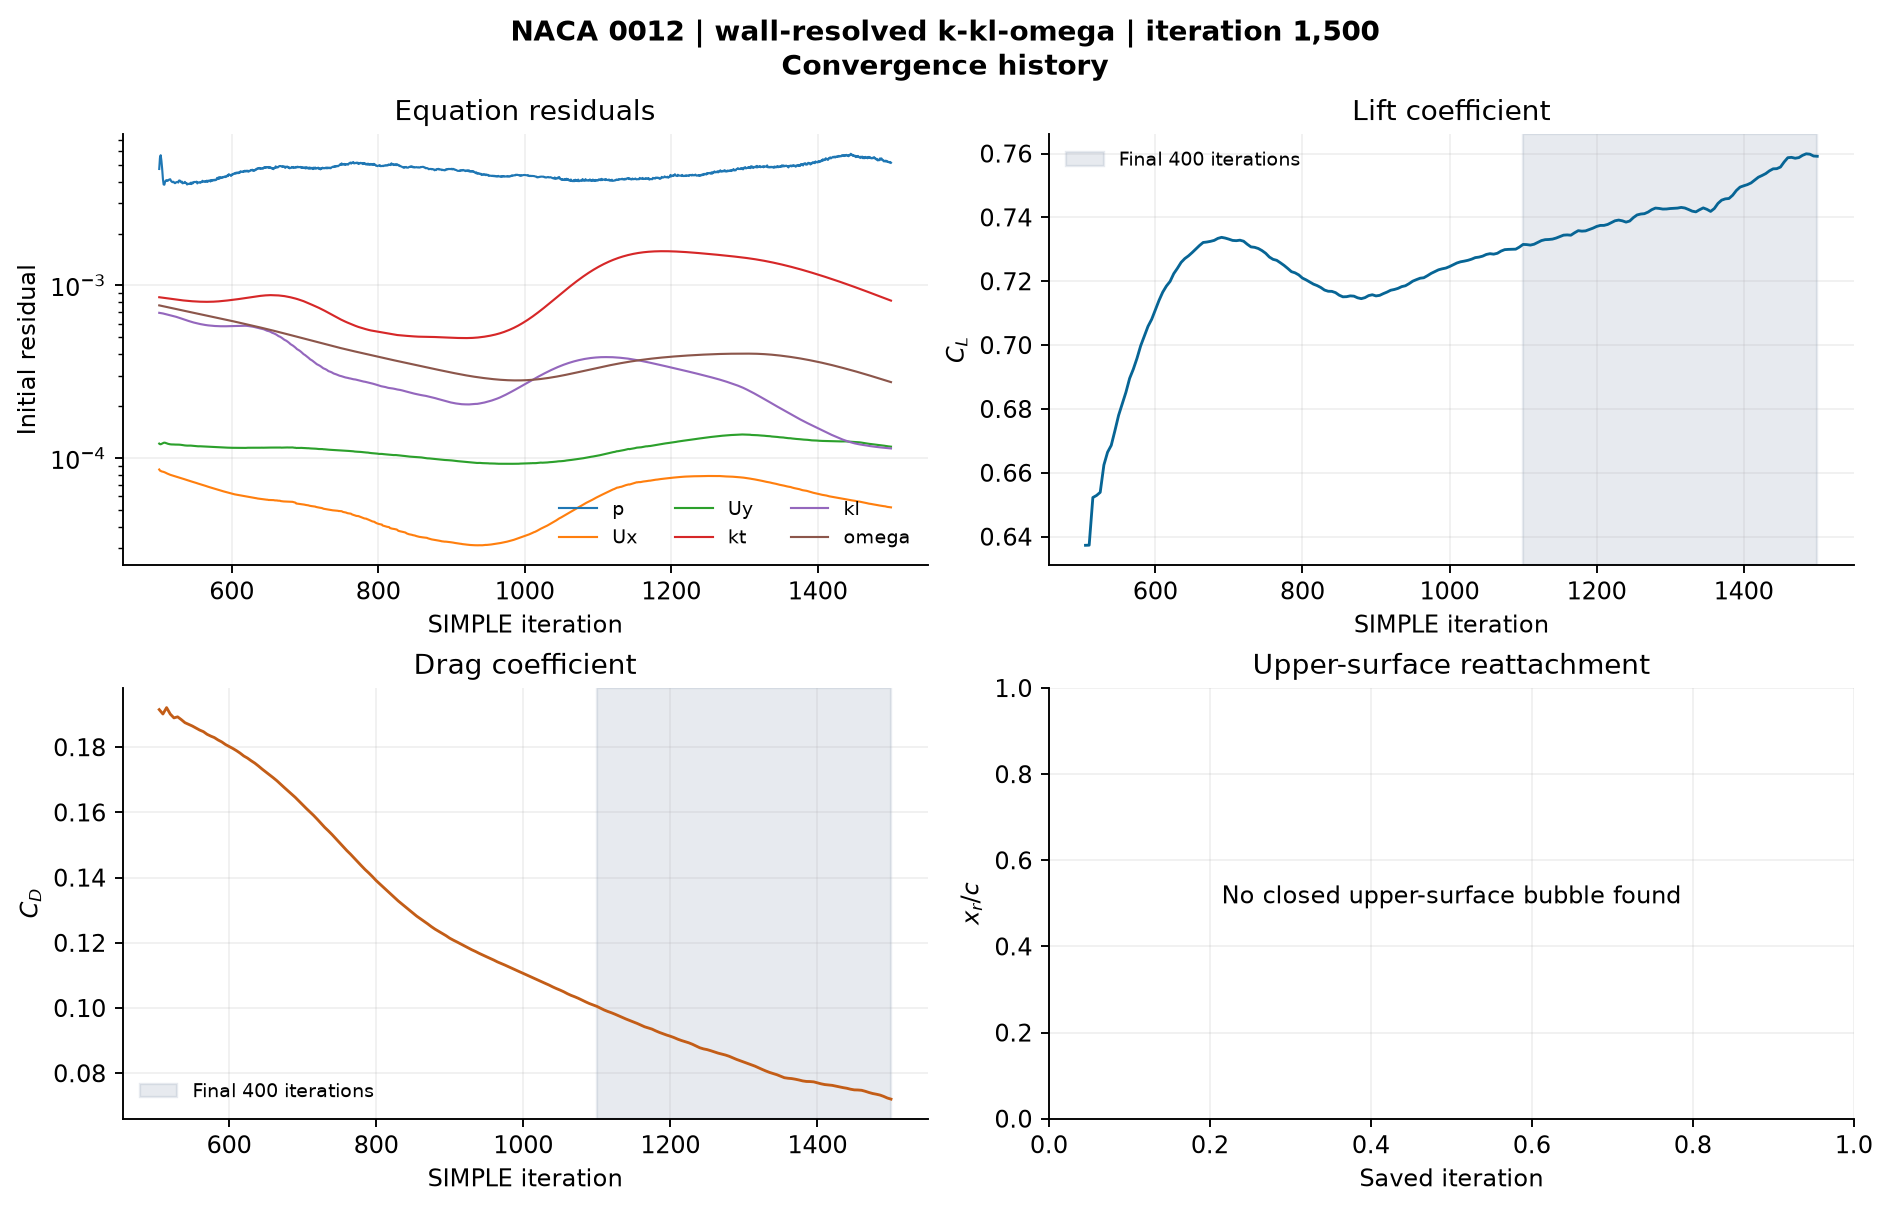 NACA 0012 | wall-resolved k-kl-omega | iteration 1,500
Convergence history
Equation residuals
Initial residual
10⁻³
10⁻⁴
p
Uy
kl
Ux
kt
omega
600
800
1000
1200
1400
SIMPLE iteration
Lift coefficient
Final 400 iterations
C_L
0.76
0.74
0.72
0.70
0.68
0.66
0.64
600
800
1000
1200
1400
SIMPLE iteration
Drag coefficient
C_D
0.18
0.16
0.14
0.12
0.10
0.08
Final 400 iterations
600
800
1000
1200
1400
SIMPLE iteration
Upper-surface reattachment
x_r/c
1.0
0.8
0.6
0.4
0.2
0.0
No closed upper-surface bubble found
0.0
0.2
0.4
0.6
0.8
1.0
Saved iteration